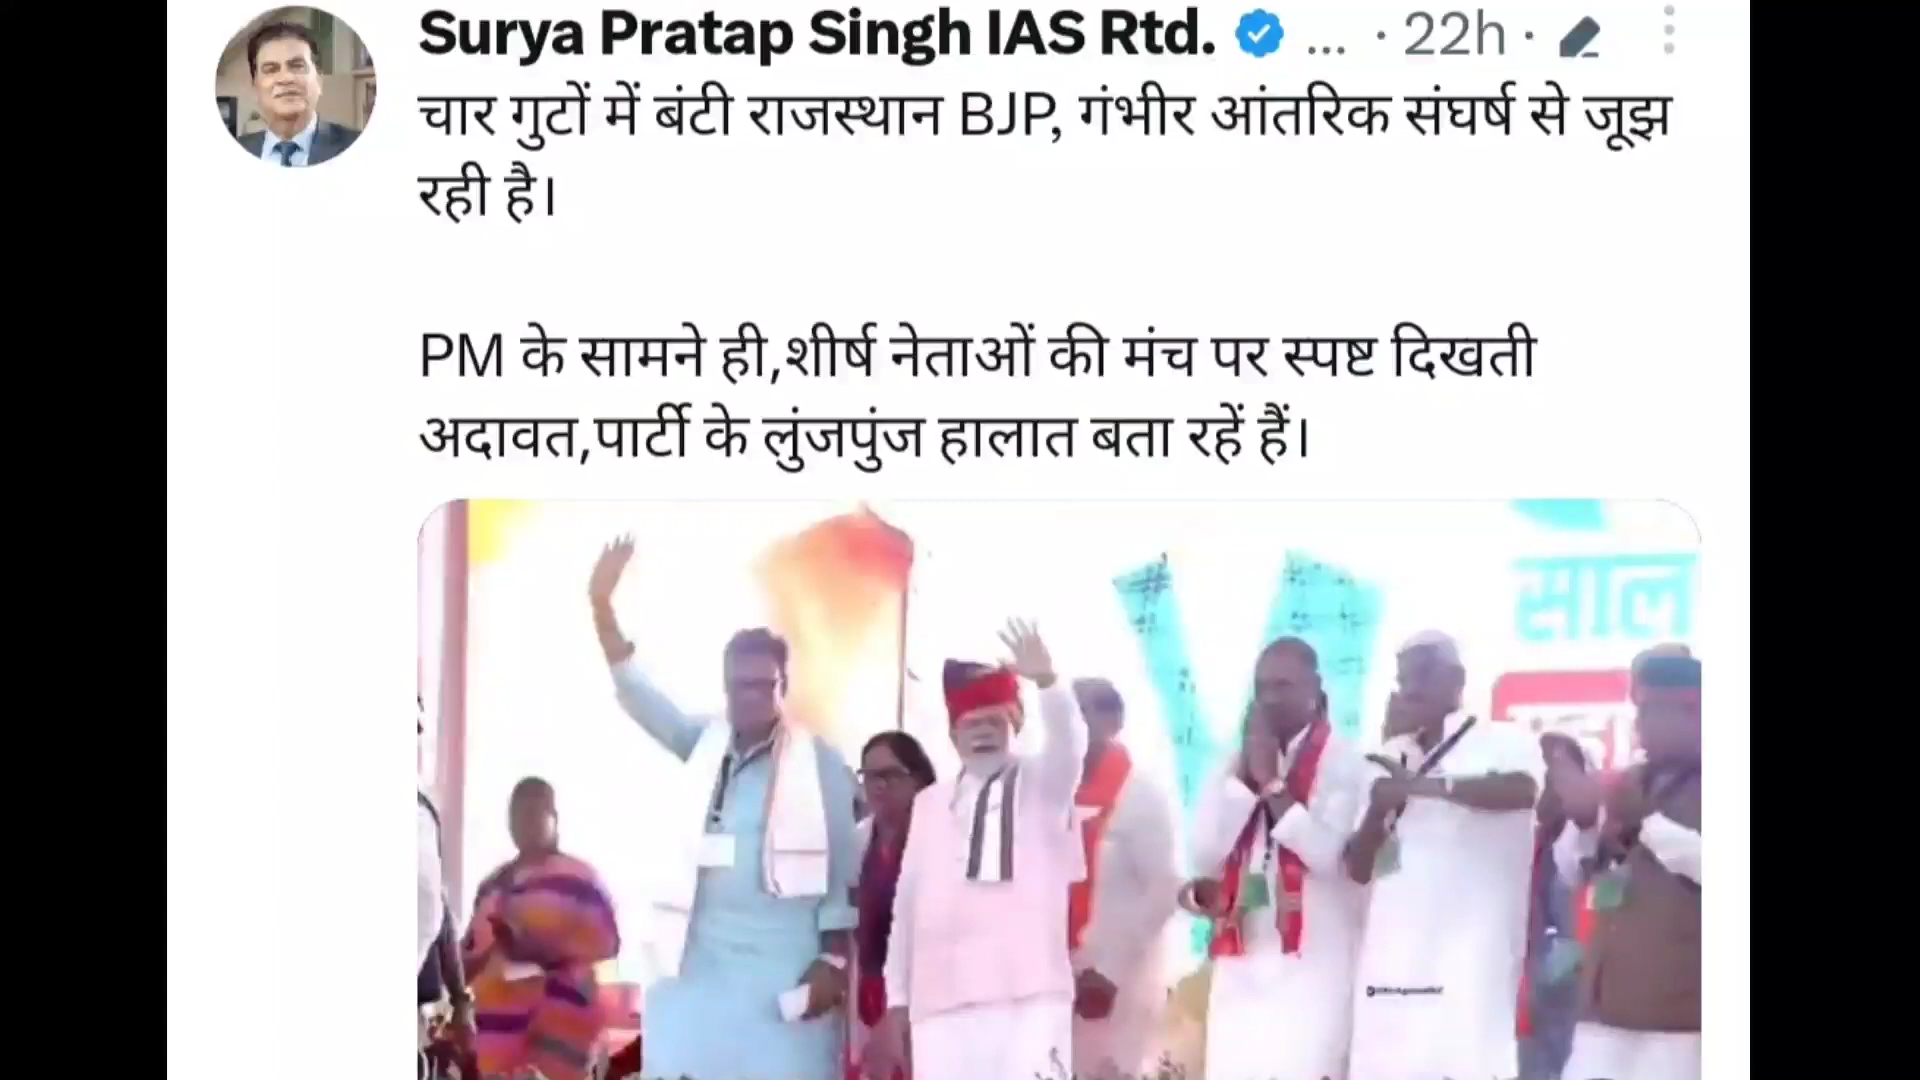 Surya Pratap Singh IAS Rtd. ... · 22h ·
चार गुटों में बंटी राजस्थान BJP, गंभीर आंतरिक संघर्ष से जूझ
रही है।
PM के सामने ही,शीर्ष नेताओं की मंच पर स्पष्ट दिखती
अदावत,पार्टी के लुंजपुंज हालात बता रहें हैं।
साल